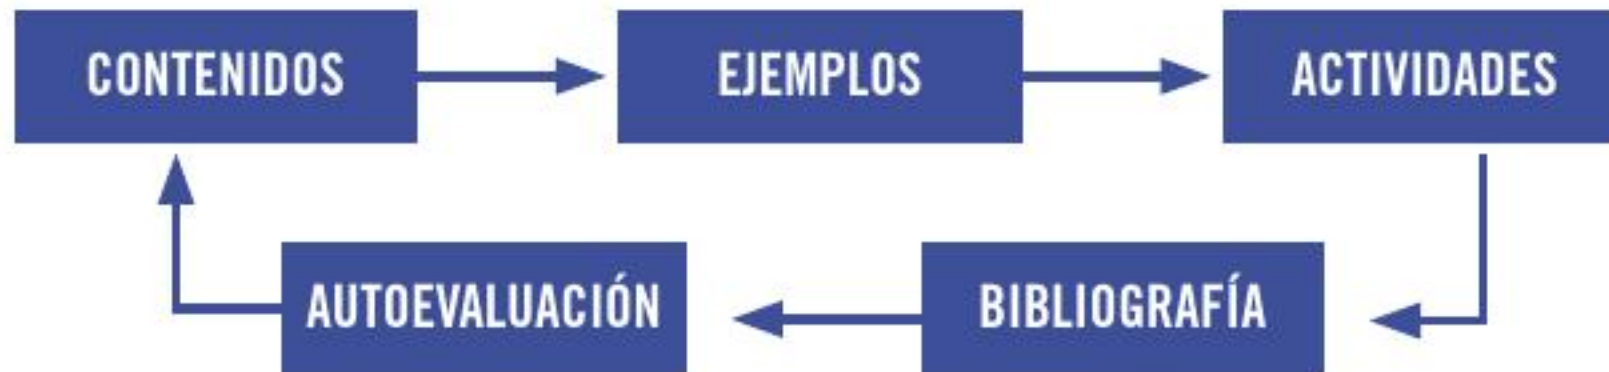 CONTENIDOS
EJEMPLOS
ACTIVIDADES
AUTOEVALUACIÓN
BIBLIOGRAFÍA